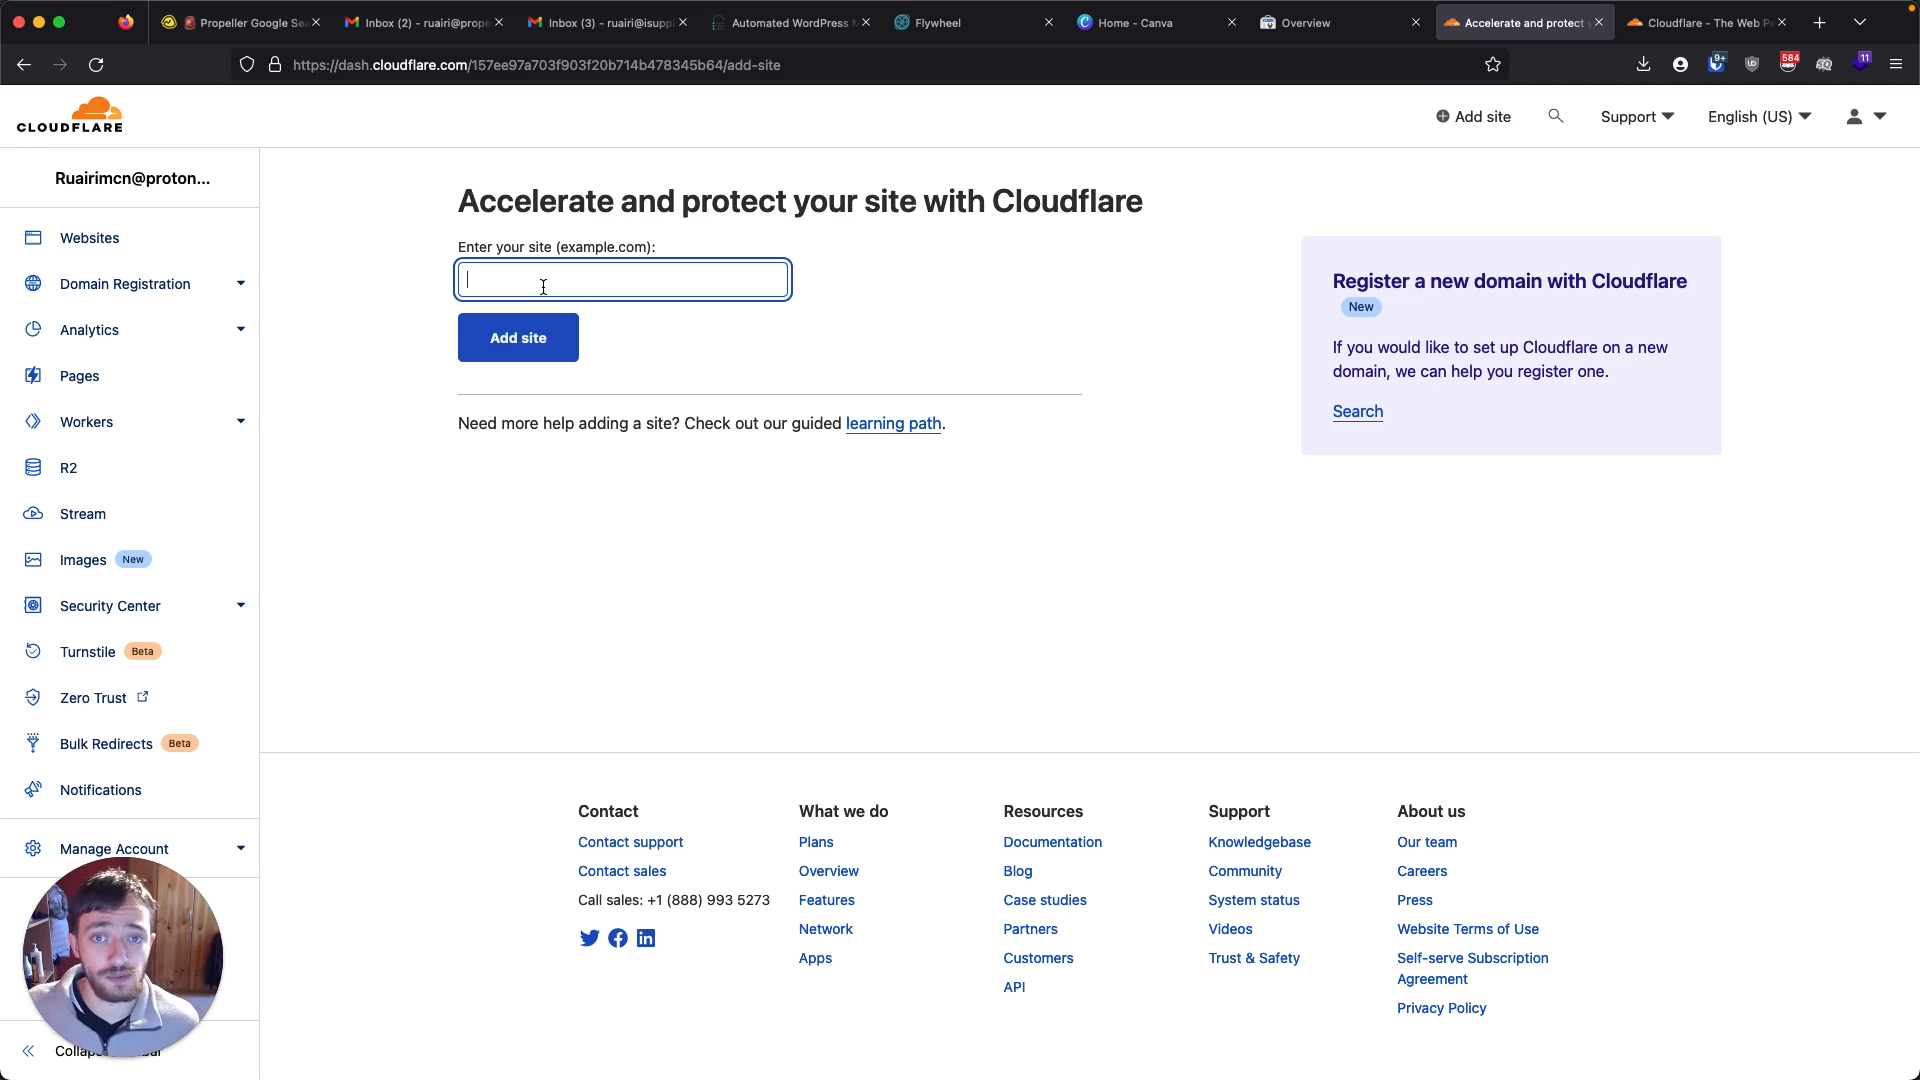 Propeller Google Sea
Inbox (2) - ruairi@prope
Inbox (3) - ruairi@isupp
Automated WordPress M
Flywheel
Home - Canva
Overview
Accelerate and protect y
Cloudflare - The Web Pe
https://dash.cloudflare.com/157ee97a703f903f20b714b478345b64/add-site
9+
584
11
CLOUDFLARE
Add site
Support
English (US)
Ruairimcn@proton...
Websites
Domain Registration
Analytics
Pages
Workers
R2
Stream
Images New
Security Center
Turnstile Beta
Zero Trust
Bulk Redirects Beta
Notifications
Manage Account
Accelerate and protect your site with Cloudflare
Enter your site (example.com):
Add site
Need more help adding a site? Check out our guided learning path.
Register a new domain with Cloudflare
New
If you would like to set up Cloudflare on a new
domain, we can help you register one.
Search
Contact
Contact support
Contact sales
Call sales: +1 (888) 993 5273
What we do
Plans
Overview
Features
Network
Apps
Resources
Documentation
Blog
Case studies
Partners
Customers
API
Support
Knowledgebase
Community
System status
Videos
Trust & Safety
About us
Our team
Careers
Press
Website Terms of Use
Self-serve Subscription
Agreement
Privacy Policy